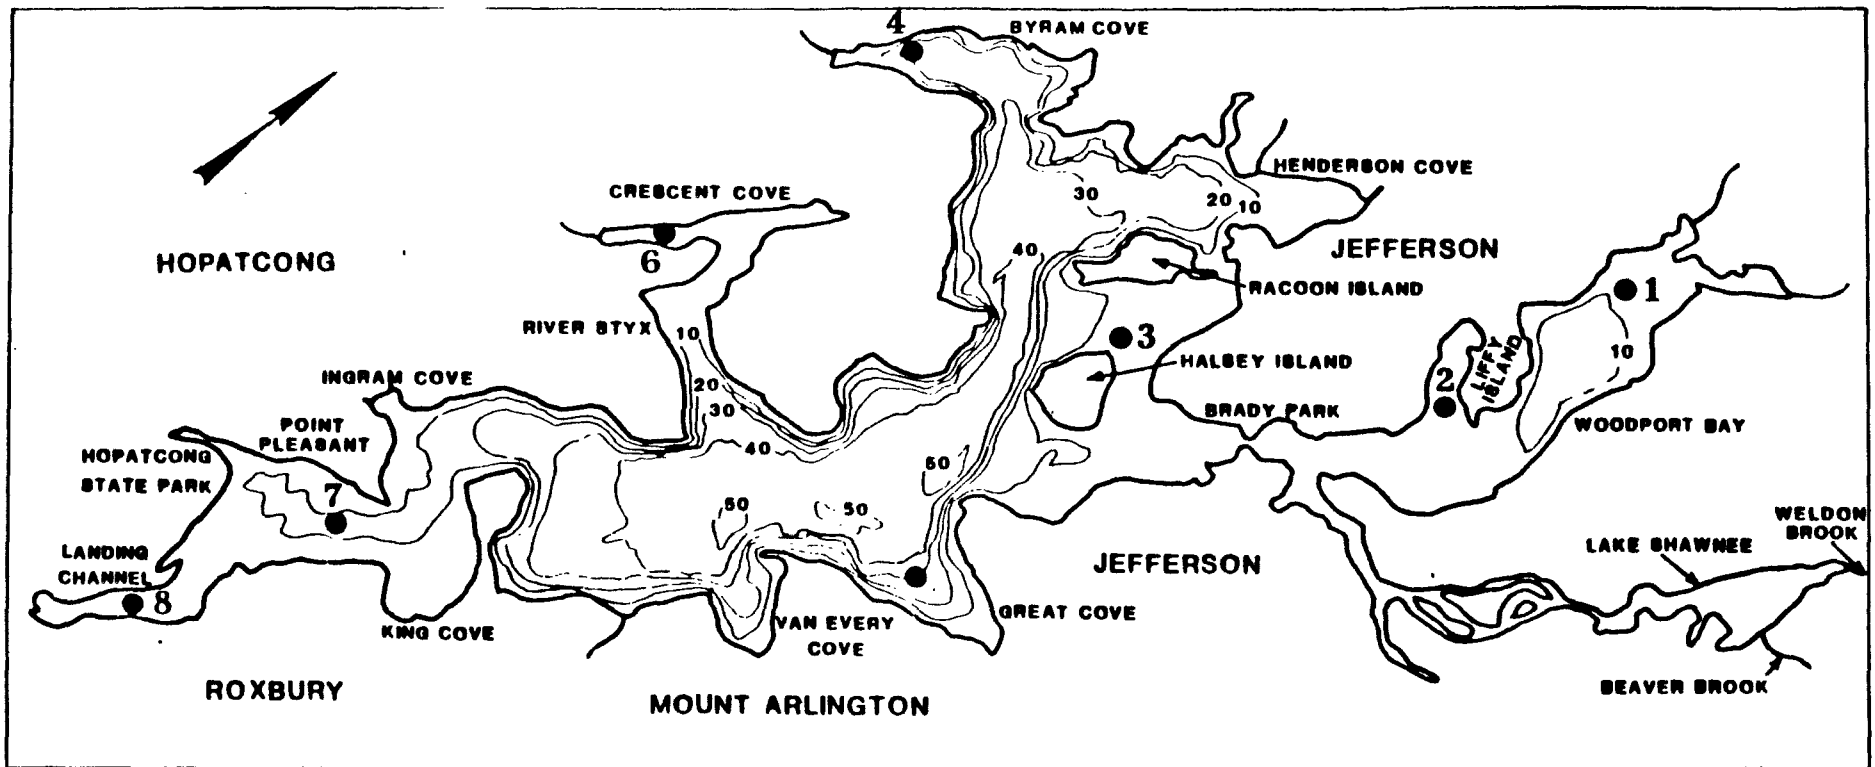 4
BYRAM COVE
HENDERSON COVE
30
20
10
CRESCENT COVE
6
HOPATCONG
JEFFERSON
40
RACOON ISLAND
1
RIVER STYX
10
3
HALSEY ISLAND
LIFFY
ISLAND
10
2
INGRAM COVE
20
30
BRADY PARK
WOODPORT BAY
POINT
PLEASANT
40
HOPATCONG
STATE PARK
50
7
50
50
WELDON
BROOK
LAKE SHAWNEE
LANDING
CHANNEL
8
JEFFERSON
KING COVE
VAN EVERY
COVE
GREAT COVE
BEAVER BROOK
ROXBURY
MOUNT ARLINGTON